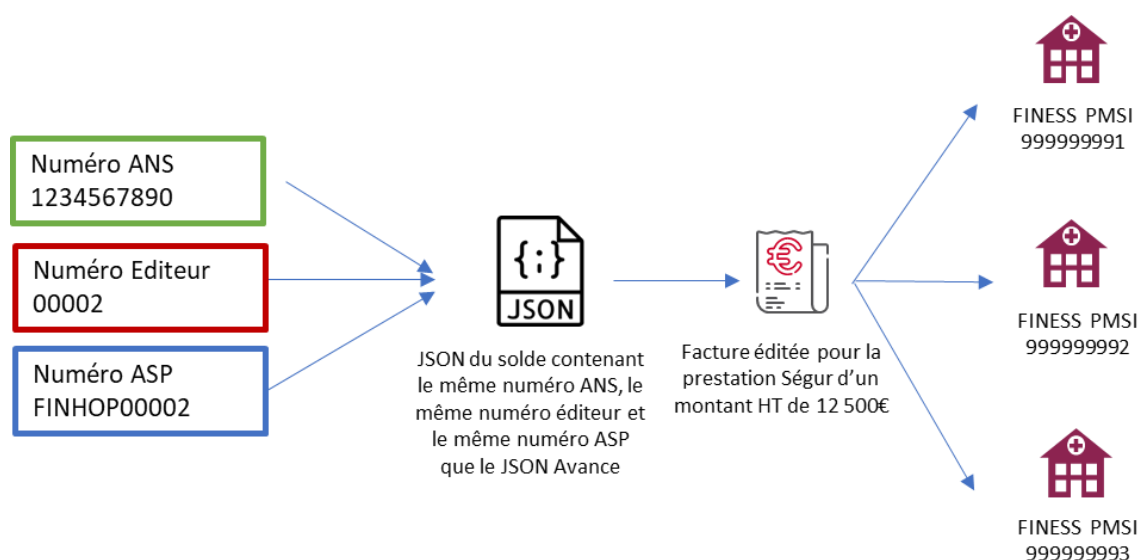 Numéro ANS
1234567890
Numéro Editeur
00002
Numéro ASP
FINHOP00002
{;}
JSON
JSON du solde contenant
le même numéro ANS, le
même numéro éditeur et
le même numéro ASP
que le JSON Avance
€
Facture éditée pour la
prestation Ségur d’un
montant HT de 12 500€
FINESS PMSI
999999991
FINESS PMSI
999999992
FINESS PMSI
999999993